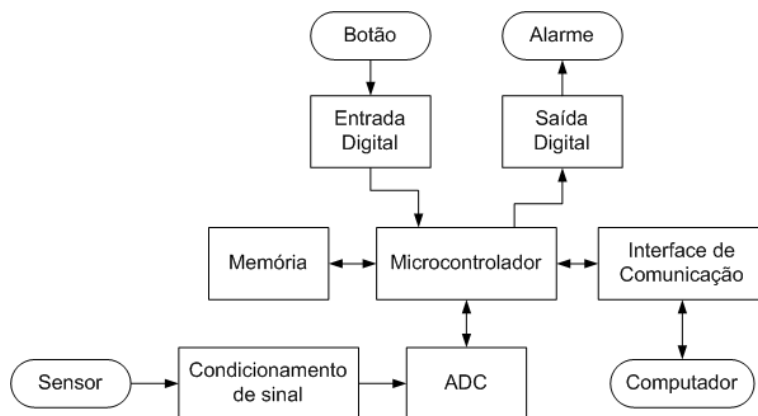 Botão
Alarme
Entrada
Digital
Saída
Digital
Memória
Microcontrolador
Interface de
Comunicação
Sensor
Condicionamento
de sinal
ADC
Computador